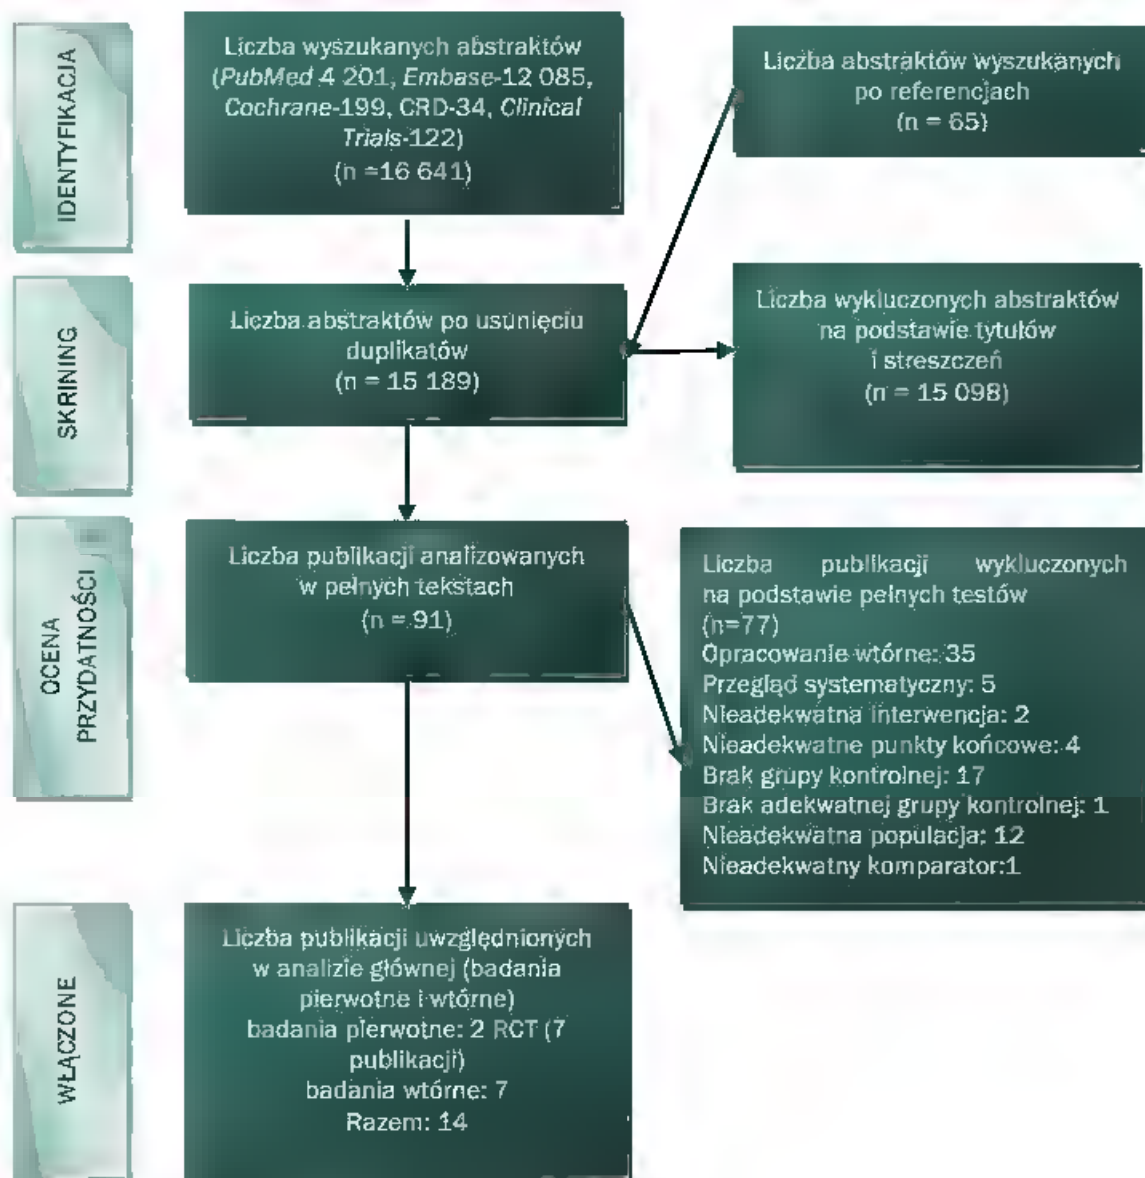 IDENTYFIKACJA
Liczba wyszukanych abstraktów
(PubMed 4 201, Embase-12 085,
Cochrane-199, CRD-34, Clinical
Trials-122)
(n =16 641)
Liczba abstraktów wyszukanych
po referencjach
(n = 65)
SKRINING
Liczba abstraktów po usunięciu
duplikatów
(n = 15 189)
Liczba wykluczonych abstraktów
na podstawie tytułów
i streszczeń
(n = 15 098)
OCENA
PRZYDATNOŚCI
Liczba publikacji analizowanych
w pełnych tekstach
(n = 91)
Liczba publikacji wykluczonych
na podstawie pełnych testów
(n=77)
Opracowanie wtórne: 35
Przegląd systematyczny: 5
Nieadekwatna interwencja: 2
Nieadekwatne punkty końcowe: 4
Brak grupy kontrolnej: 17
Brak adekwatnej grupy kontrolnej: 1
Nieadekwatna populacja: 12
Nieadekwatny komparator:1
WŁĄCZONE
Liczba publikacji uwzględnionych
w analizie głównej (badania
pierwotne i wtórne)
badania pierwotne: 2 RCT (7
publikacji)
badania wtórne: 7
Razem: 14